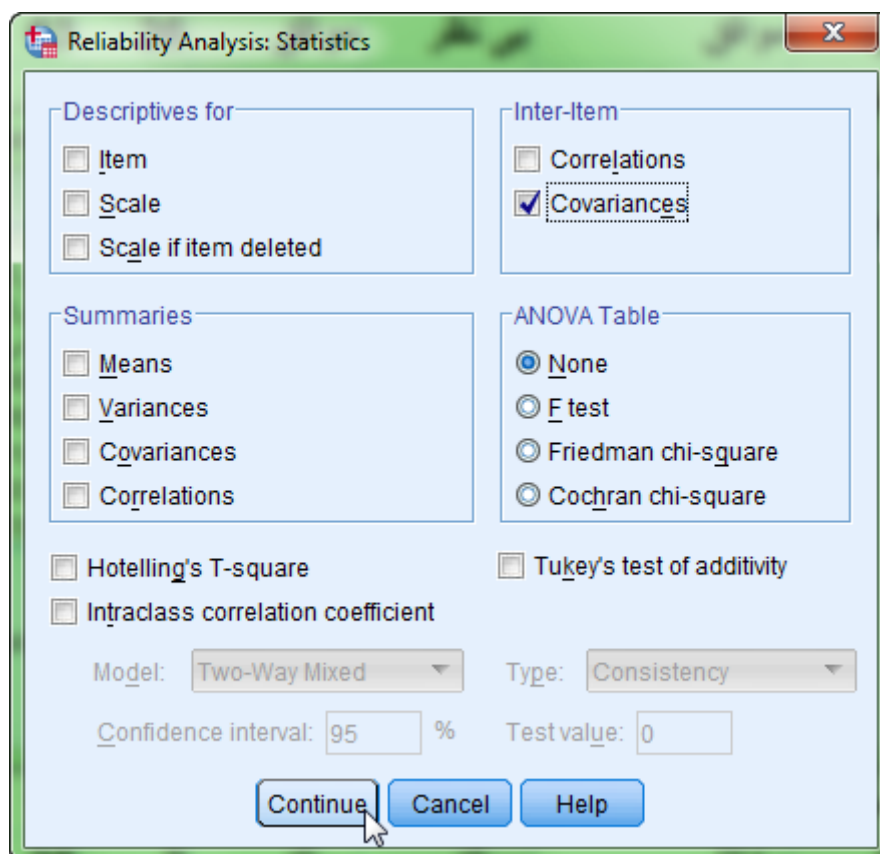 Reliability Analysis: Statistics
Descriptives for
Item
Scale
Scale if item deleted
Inter-Item
Correlations
Covariances
Summaries
Means
Variances
Covariances
Correlations
ANOVA Table
None
F test
Friedman chi-square
Cochran chi-square
Hotelling's T-square
Tukey's test of additivity
Intraclass correlation coefficient
Model: Two-Way Mixed Type: Consistency
Confidence interval: 95 % Test value: 0
Continue Cancel Help